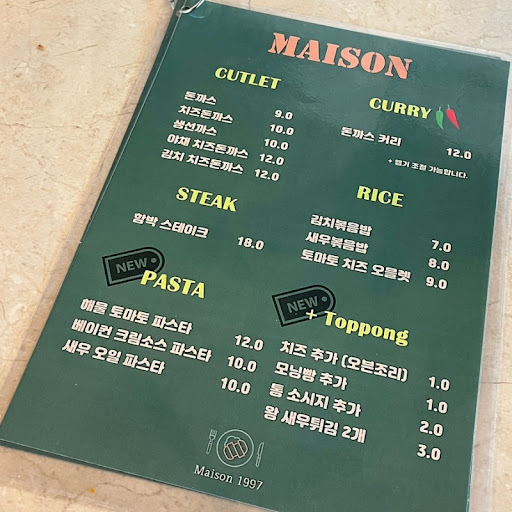 MAISON
CUTLET
돈까스 9.0
치즈돈까스 10.0
생선까스 10.0
야채 치즈돈까스 12.0
김치 치즈돈까스 12.0
CURRY
돈까스 커리 12.0
+ 맵기 조절 가능합니다.
STEAK
함박 스테이크 18.0
RICE
김치볶음밥 7.0
새우볶음밥 8.0
토마토 치즈 오믈렛 9.0
NEW
PASTA
해물 토마토 파스타 12.0
베이컨 크림소스 파스타 10.0
새우 오일 파스타 10.0
NEW
+ Toppong
치즈 추가 (오븐조리) 1.0
모닝빵 추가 1.0
통 소시지 추가 2.0
왕 새우튀김 2개 3.0
Maison 1997